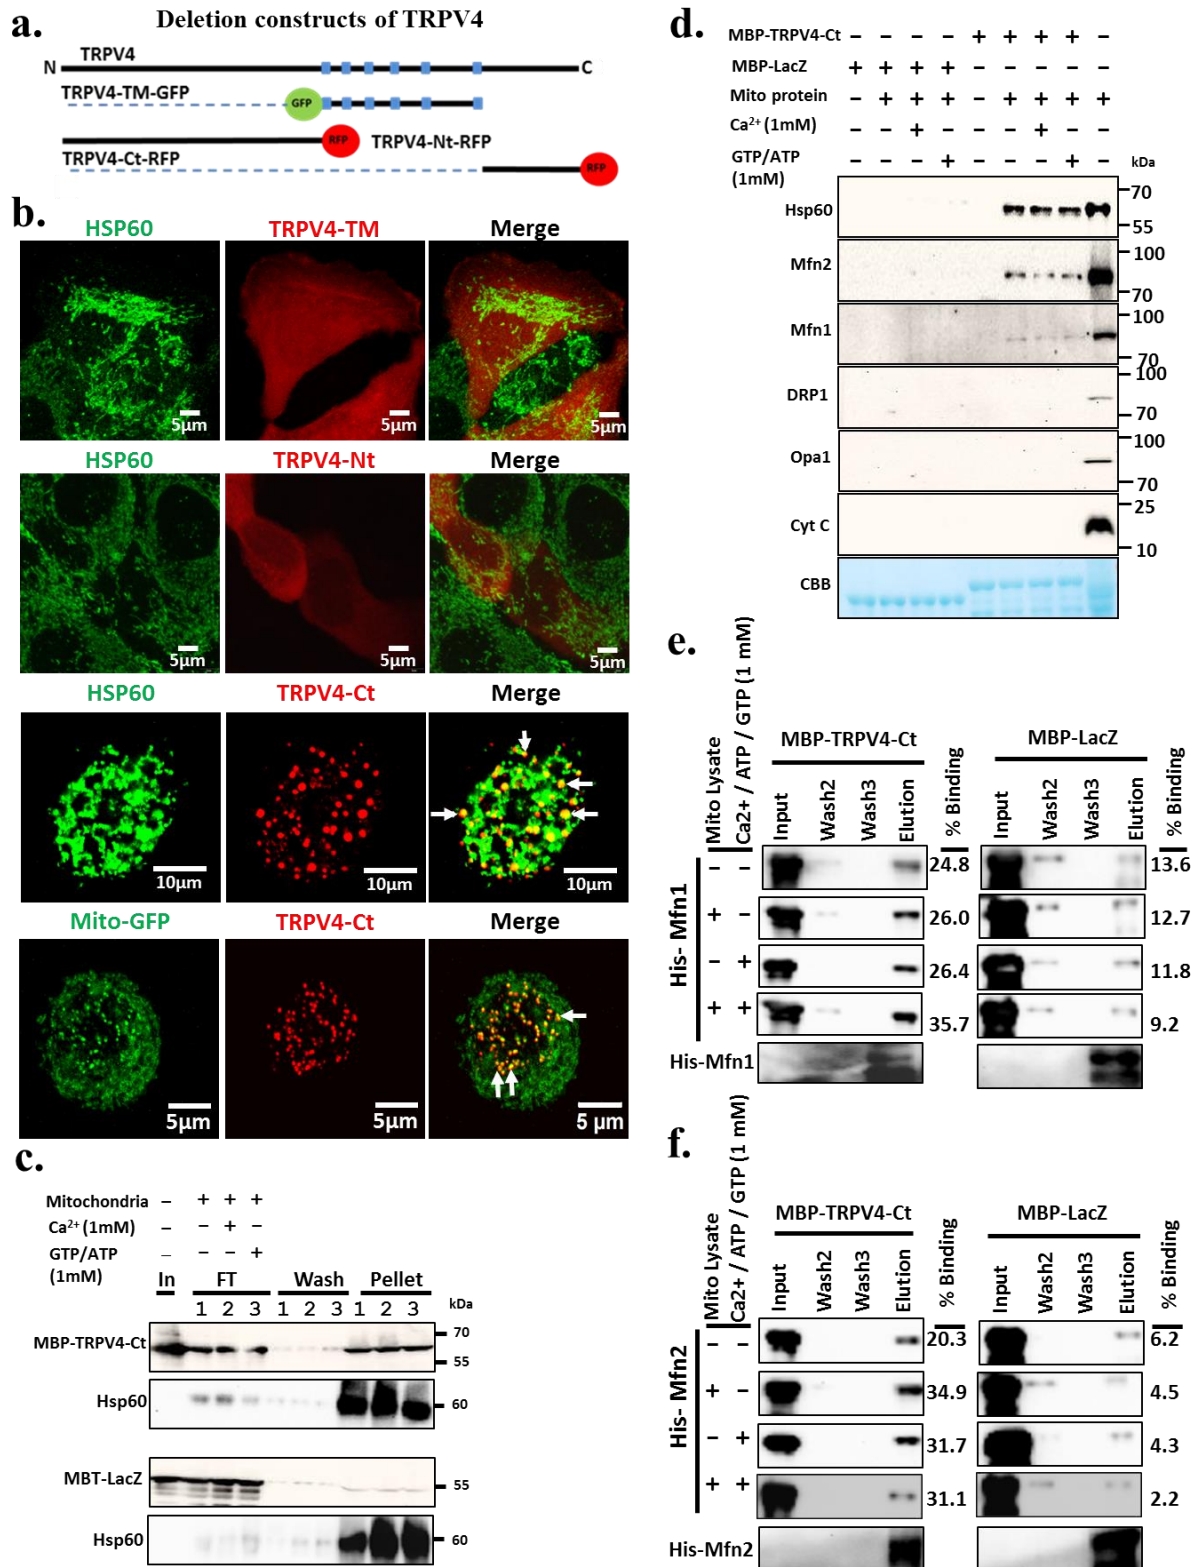 a.
Deletion constructs of TRPV4
TRPV4
N
C
TRPV4-TM-GFP
GFP
RFP
TRPV4-Nt-RFP
TRPV4-Ct-RFP
RFP
b.
HSP60 TRPV4-TM Merge
5µm 5µm 5µm
HSP60 TRPV4-Nt Merge
5µm 5µm 5µm
HSP60 TRPV4-Ct Merge
10µm 10µm 10µm
Mito-GFP TRPV4-Ct Merge
5µm 5µm 5 µm
c.
Mitochondria – + + +
Ca²⁺ (1mM) – – + –
GTP/ATP – – – +
(1mM)
In FT Wash Pellet
1 2 3 1 2 3 1 2 3 kDa
MBP-TRPV4-Ct 70
55
Hsp60 60
MBT-LacZ 55
Hsp60 60
d.
MBP-TRPV4-Ct – – – – + + + + –
MBP-LacZ + + + + – – – – –
Mito protein – + + + – + + + +
Ca²⁺ (1mM) – – + – – – + – –
GTP/ATP – – – + – – – + –
(1mM)
kDa
Hsp60 70
55
Mfn2 100
70
Mfn1 100
70
DRP1 100
70
Opa1 100
70
Cyt C 25
10
CBB
e.
Mito Lysate
Ca2+ / ATP / GTP (1 mM)
MBP-TRPV4-Ct MBP-LacZ
Input Wash2 Wash3 Elution % Binding Input Wash2 Wash3 Elution % Binding
His- Mfn1
– – 24.8 13.6
+ – 26.0 12.7
– + 26.4 11.8
+ + 35.7 9.2
His-Mfn1
f.
Mito Lysate
Ca2+ / ATP / GTP (1 mM)
MBP-TRPV4-Ct MBP-LacZ
Input Wash2 Wash3 Elution % Binding Input Wash2 Wash3 Elution % Binding
His- Mfn2
– – 20.3 6.2
+ – 34.9 4.5
– + 31.7 4.3
+ + 31.1 2.2
His-Mfn2